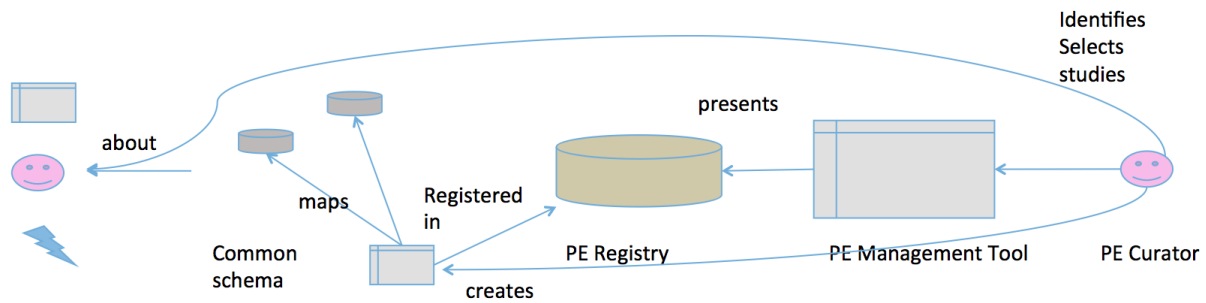 Identifies
Selects
studies
presents
about
maps
Registered
in
Common
schema
PE Registry
PE Management Tool
PE Curator
creates